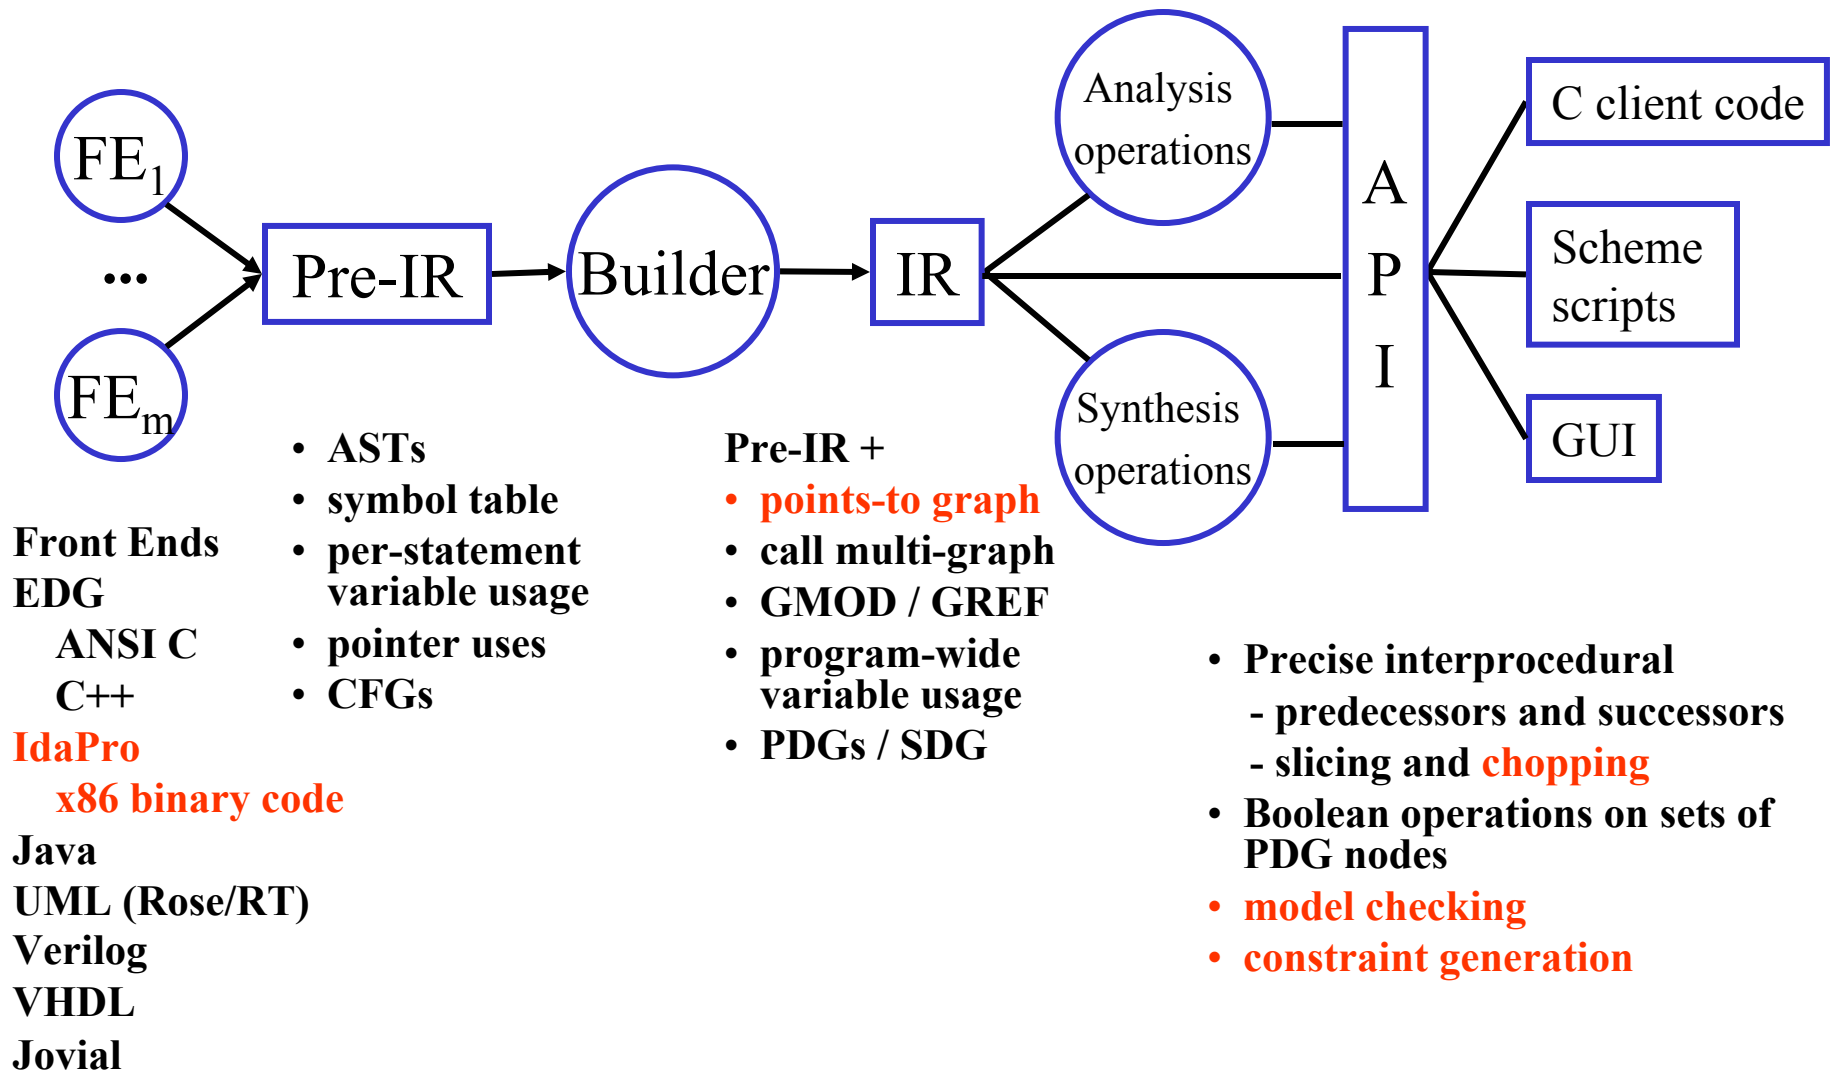 FE1
...
FEm
Pre-IR
Builder
IR
Analysis
operations
Synthesis
operations
A
P
I
C client code
Scheme
scripts
GUI
Front Ends
EDG
ANSI C
C++
IdaPro
x86 binary code
Java
UML (Rose/RT)
Verilog
VHDL
Jovial
• ASTs
• symbol table
• per-statement
variable usage
• pointer uses
• CFGs
Pre-IR +
• points-to graph
• call multi-graph
• GMOD / GREF
• program-wide
variable usage
• PDGs / SDG
• Precise interprocedural
- predecessors and successors
- slicing and chopping
• Boolean operations on sets of
PDG nodes
• model checking
• constraint generation